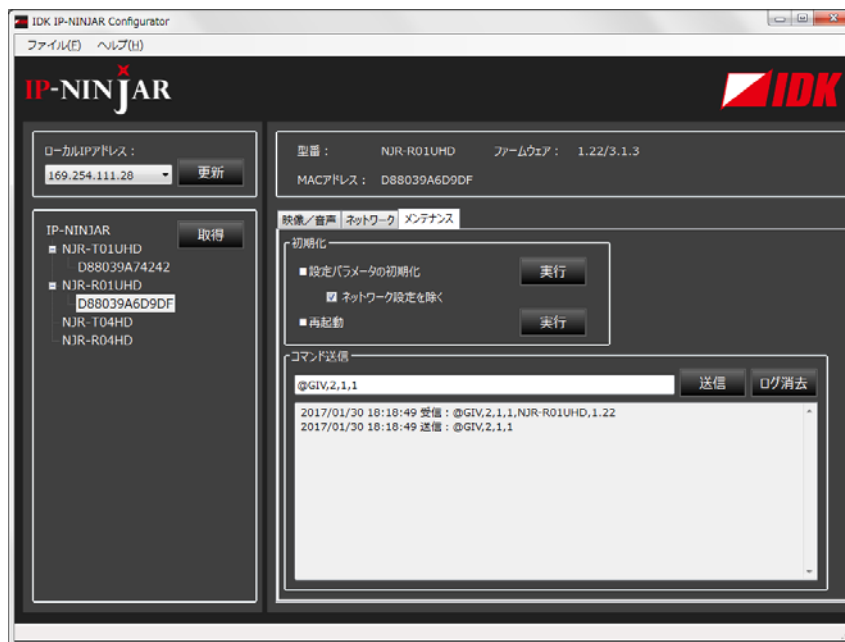 IDK IP-NINJAR Configurator
ファイル(F) ヘルプ(H)
IP-NINJAR
IDK
ローカルIPアドレス：
169.254.111.28
更新
IP-NINJAR
取得
NJR-T01UHD
D88039A74242
NJR-R01UHD
D88039A6D9DF
NJR-T04HD
NJR-R04HD
型番： NJR-R01UHD ファームウェア： 1.22/3.1.3
MACアドレス： D88039A6D9DF
映像／音声 ネットワーク メンテナンス
初期化
■設定パラメータの初期化 実行
ネットワーク設定を除く
■再起動 実行
コマンド送信
@GIV,2,1,1 送信 ログ消去
2017/01/30 18:18:49 受信：@GIV,2,1,1,NJR-R01UHD,1.22
2017/01/30 18:18:49 送信：@GIV,2,1,1